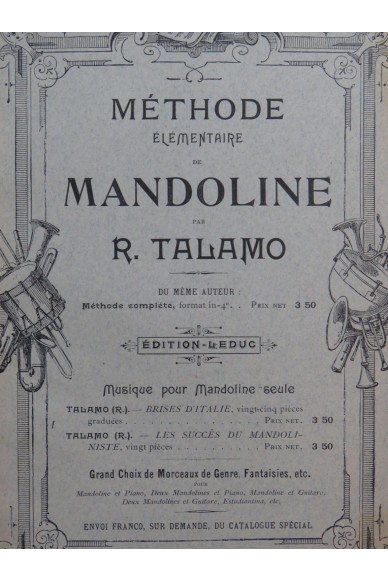 MÉTHODE
ÉLEMENTAIRE
DE
MANDOLINE
PAR
R. TALAMO
DU MÊME AUTEUR :
Méthode complète, format in-4º. . PRIX NET 3 50
ÉDITION-LEDUC
Musique pour Mandoline seule
TALAMO (R.). — BRISES D'ITALIE, vingt-cinq pièces
graduées . . . . . . . . . . . . PRIX NET. 3 50
TALAMO (R.). — LES SUCCÈS DU MANDOLI-
NISTE, vingt pièces . . . . . . . . . PRIX NET. 3 50
Grand Choix de Morceaux de Genre, Fantaisies, etc.
POUR
Mandoline et Piano, Deux Mandolines et Piano, Mandoline et Guitare,
Deux Mandolines et Guitare, Estudiantina, etc.
ENVOI FRANCO, SUR DEMANDE, DU CATALOGUE SPÉCIAL